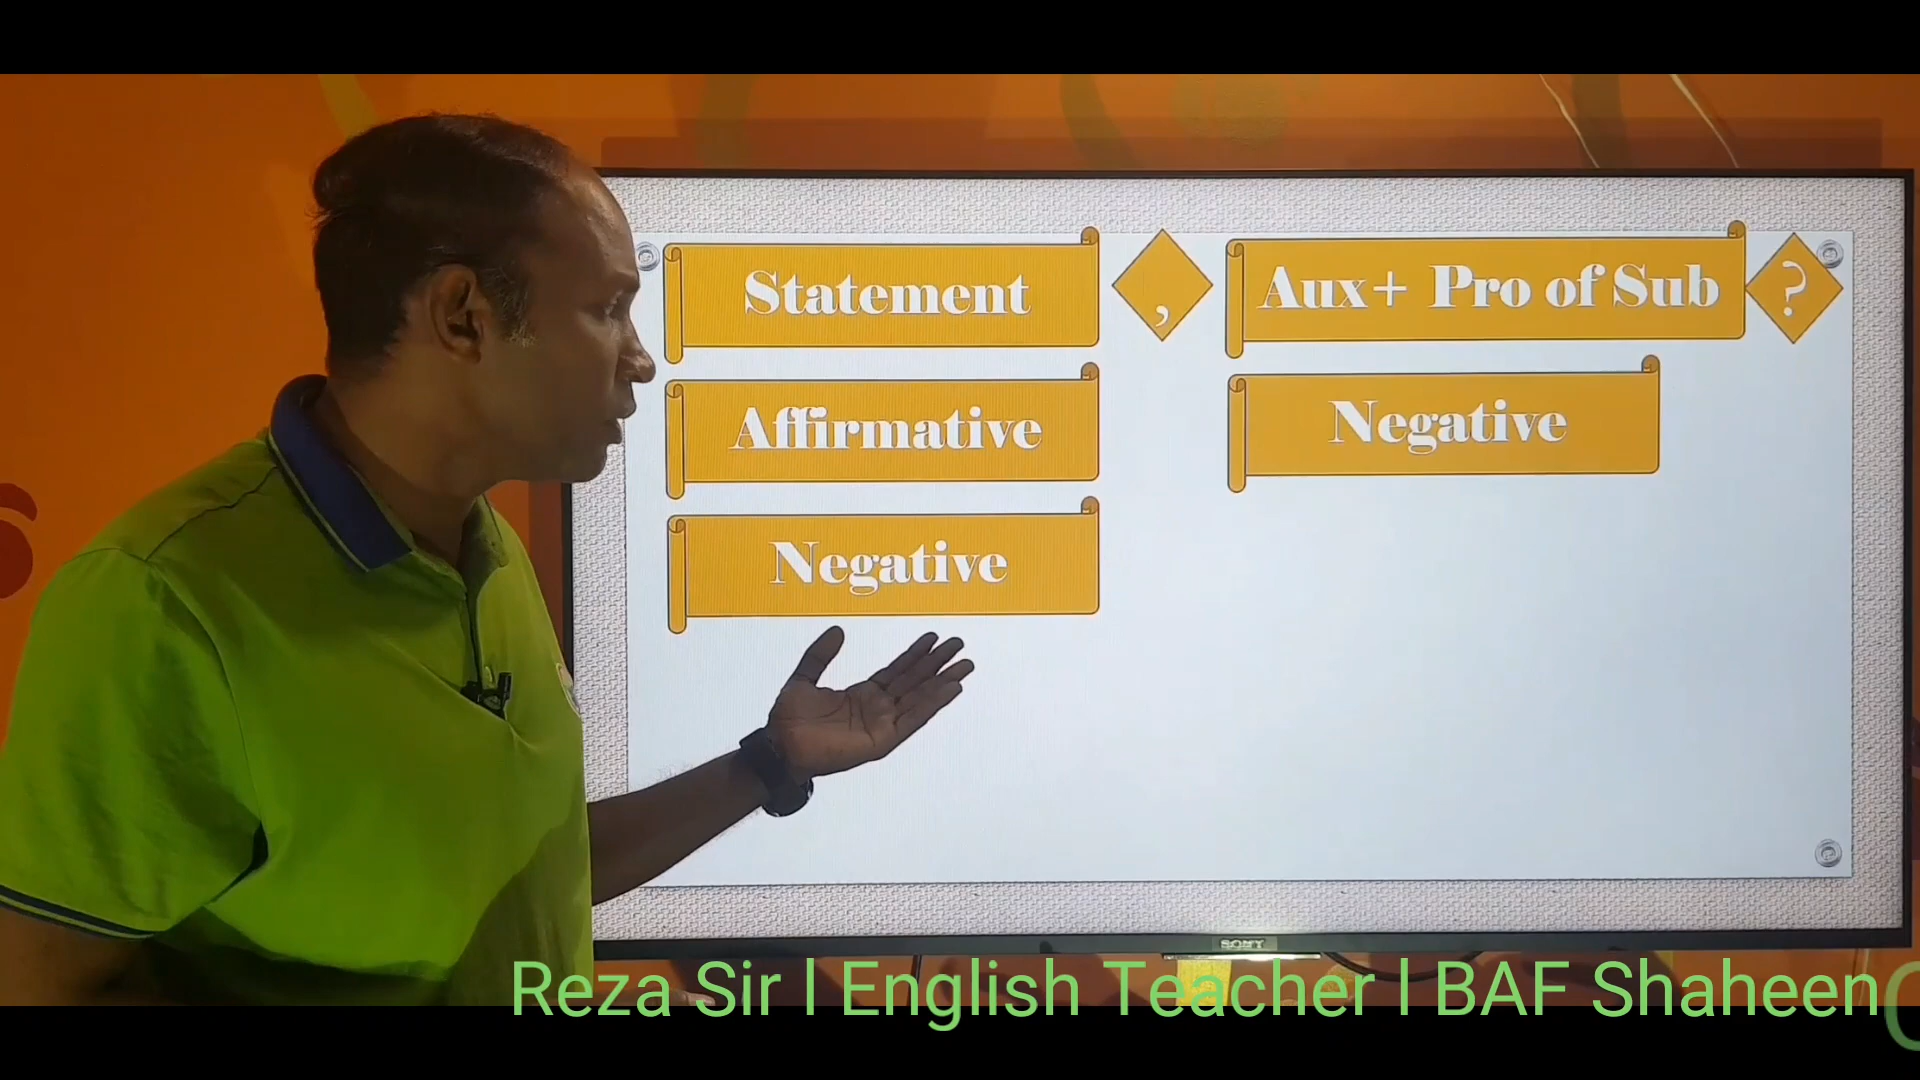 Statement , Aux+ Pro of Sub ?
Affirmative Negative
Negative
SONY
Reza Sir l English Teacher l BAF Shaheen